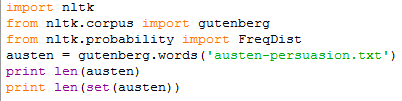 import nltk
from nltk.corpus import gutenberg
from nltk.probability import FreqDist
austen = gutenberg.words('austen-persuasion.txt')
print len(austen)
print len(set(austen))